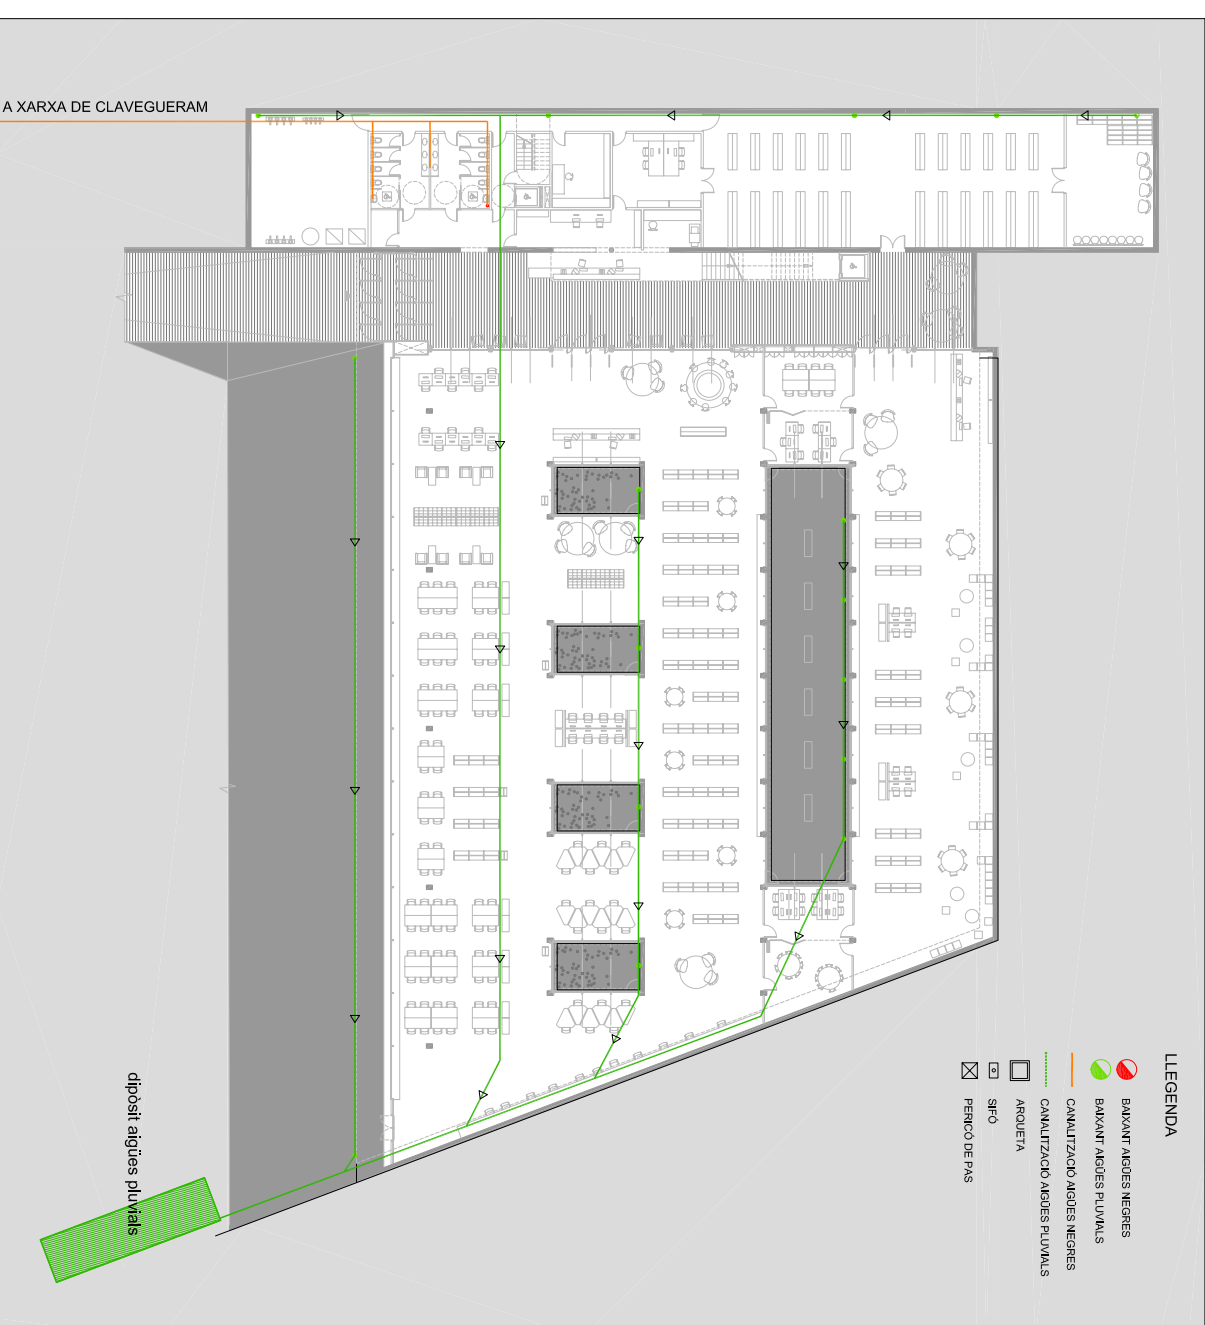 A XARXA DE CLAVEGUERAM
LLEGENDA
BAIXANT AIGÜES NEGRES
BAIXANT AIGÜES PLUVIALS
CANALITZACIÓ AIGÜES NEGRES
CANALITZACIÓ AIGÜES PLUVIALS
ARQUETA
SIFÓ
PERICÓ DE PAS
dipòsit aigües pluvials